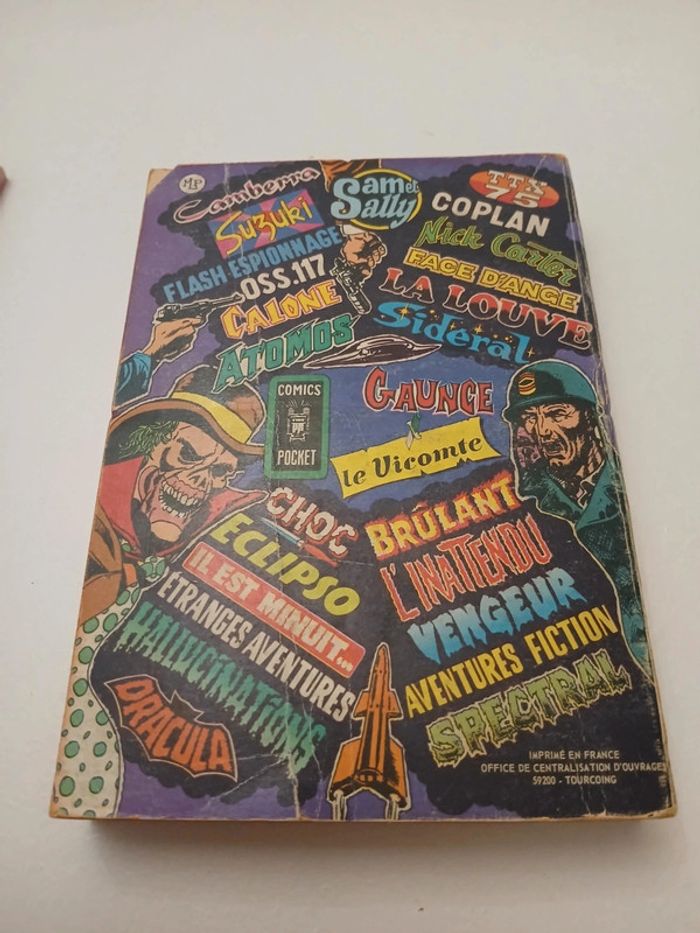 MLP
Camberra
Suzuki
FLASH ESPIONNAGE
OSS.117
CALONE
ATOMOS
Sam et
Sally
TTX
75
COPLAN
Nick Carter
FACE D'ANGE
LA LOUVE
Sidéral
COMICS
POCKET
GAUNCE
le Vicomte
CHOC
ECLIPSO
IL EST MINUIT...
ÉTRANGES AVENTURES
HALLUCINATIONS
DRACULA
BRÛLANT
L'INATTENDU
VENGEUR
AVENTURES FICTION
SPECTRAL
IMPRIMÉ EN FRANCE
OFFICE DE CENTRALISATION D'OUVRAGES
59200 - TOURCOING